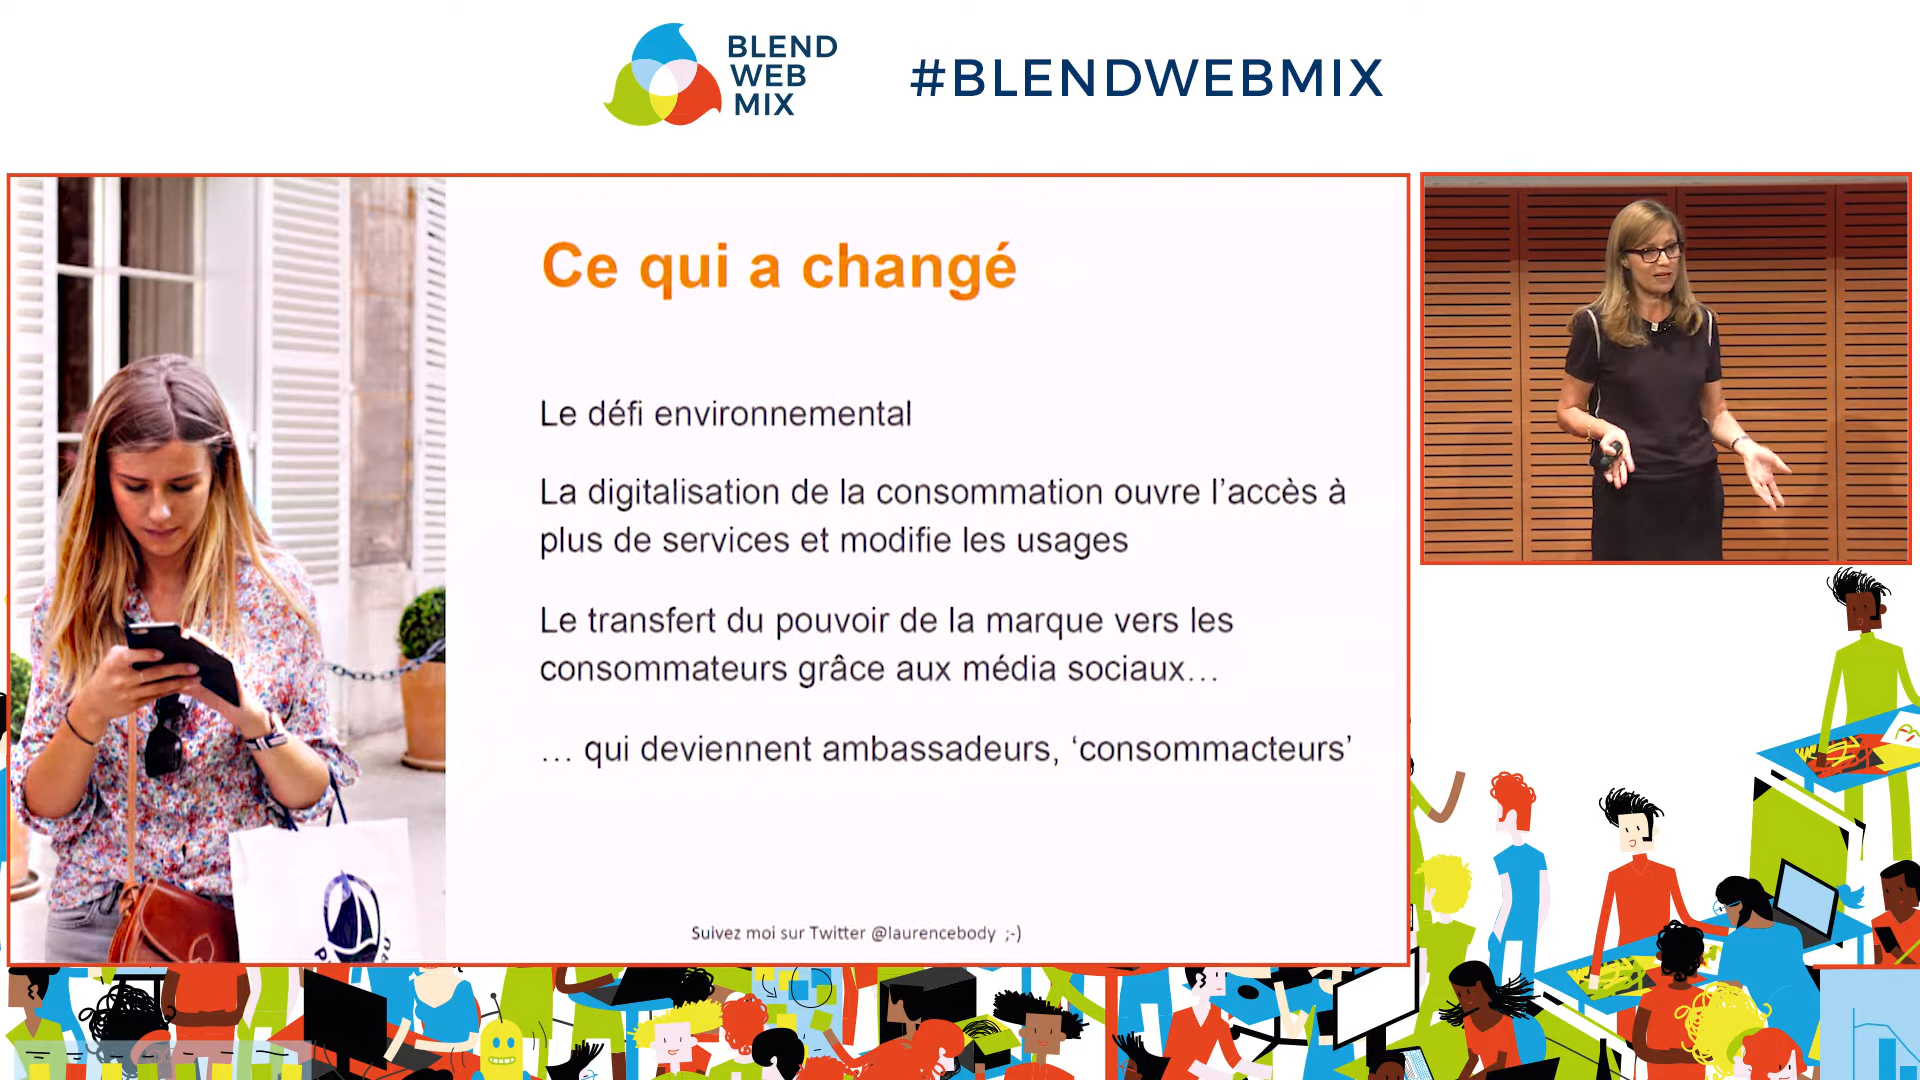 BLEND
WEB
MIX
#BLENDWEBMIX
Ce qui a changé
Le défi environnemental
La digitalisation de la consommation ouvre l’accès à
plus de services et modifie les usages
Le transfert du pouvoir de la marque vers les
consommateurs grâce aux média sociaux…
… qui deviennent ambassadeurs, ‘consommacteurs’
Suivez moi sur Twitter @laurencebody ;-)